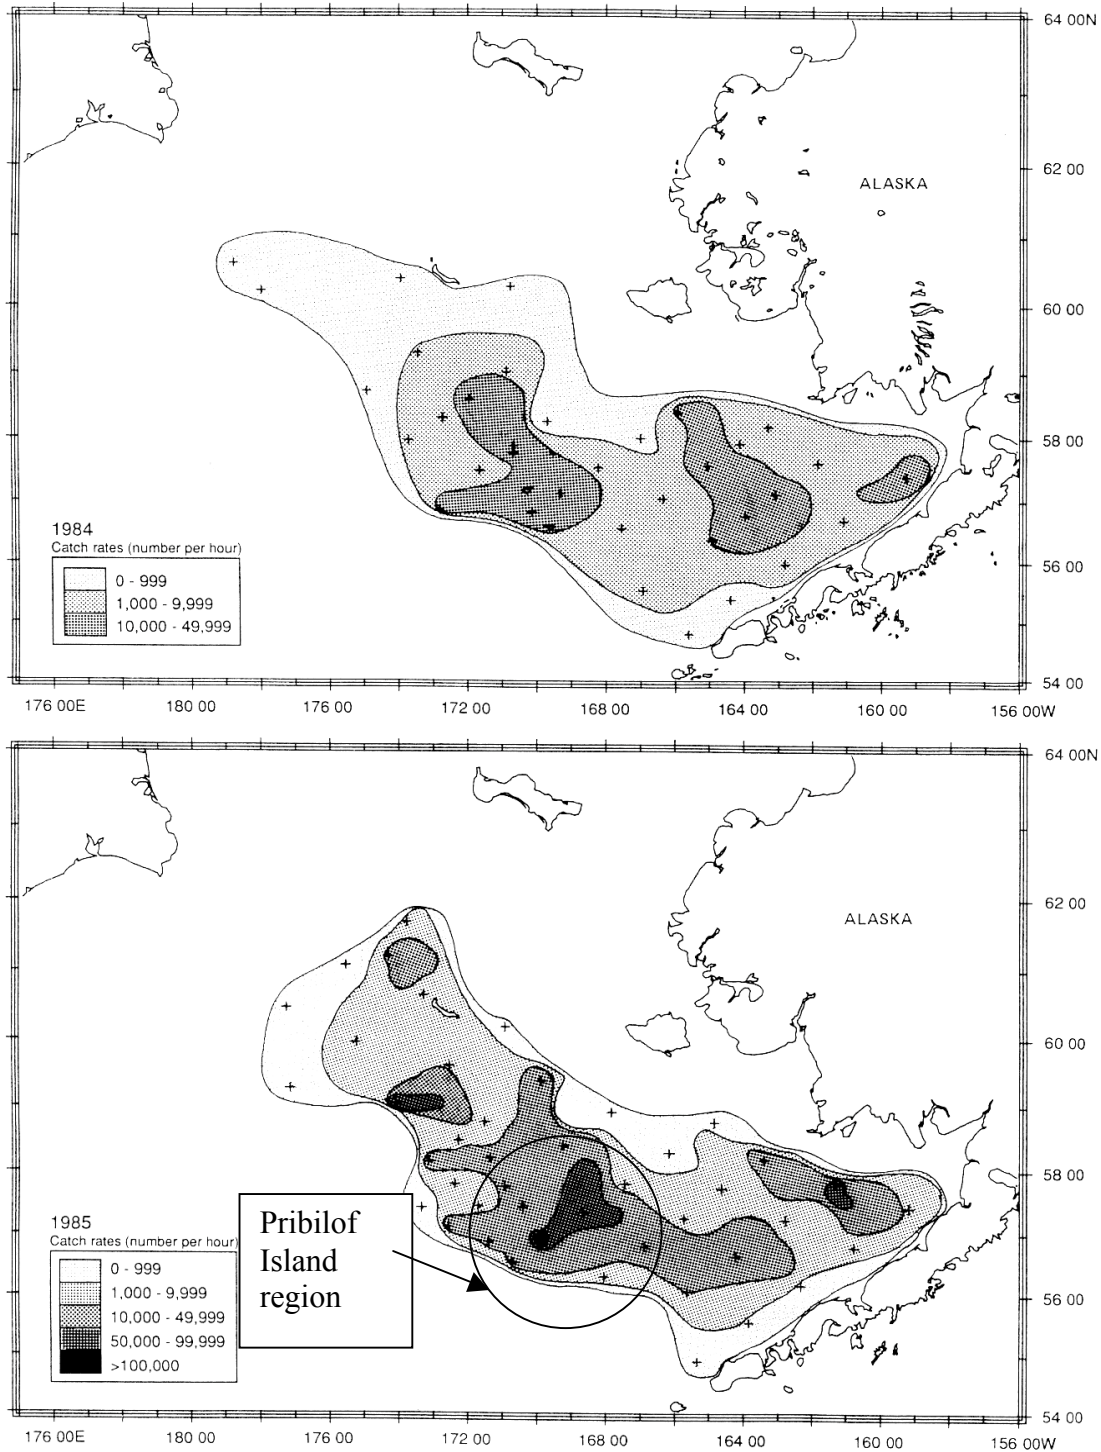 64 00N
62 00
ALASKA
60 00
58 00
1984
Catch rates (number per hour)
0 - 999
1,000 - 9,999
10,000 - 49,999
56 00
54 00
176 00E 180 00 176 00 172 00 168 00 164 00 160 00 156 00W
64 00N
62 00
ALASKA
60 00
58 00
Pribilof
Island
region
1985
Catch rates (number per hour)
0 - 999
1,000 - 9,999
10,000 - 49,999
50,000 - 99,999
>100,000
56 00
54 00
176 00E 180 00 176 00 172 00 168 00 164 00 160 00 156 00W